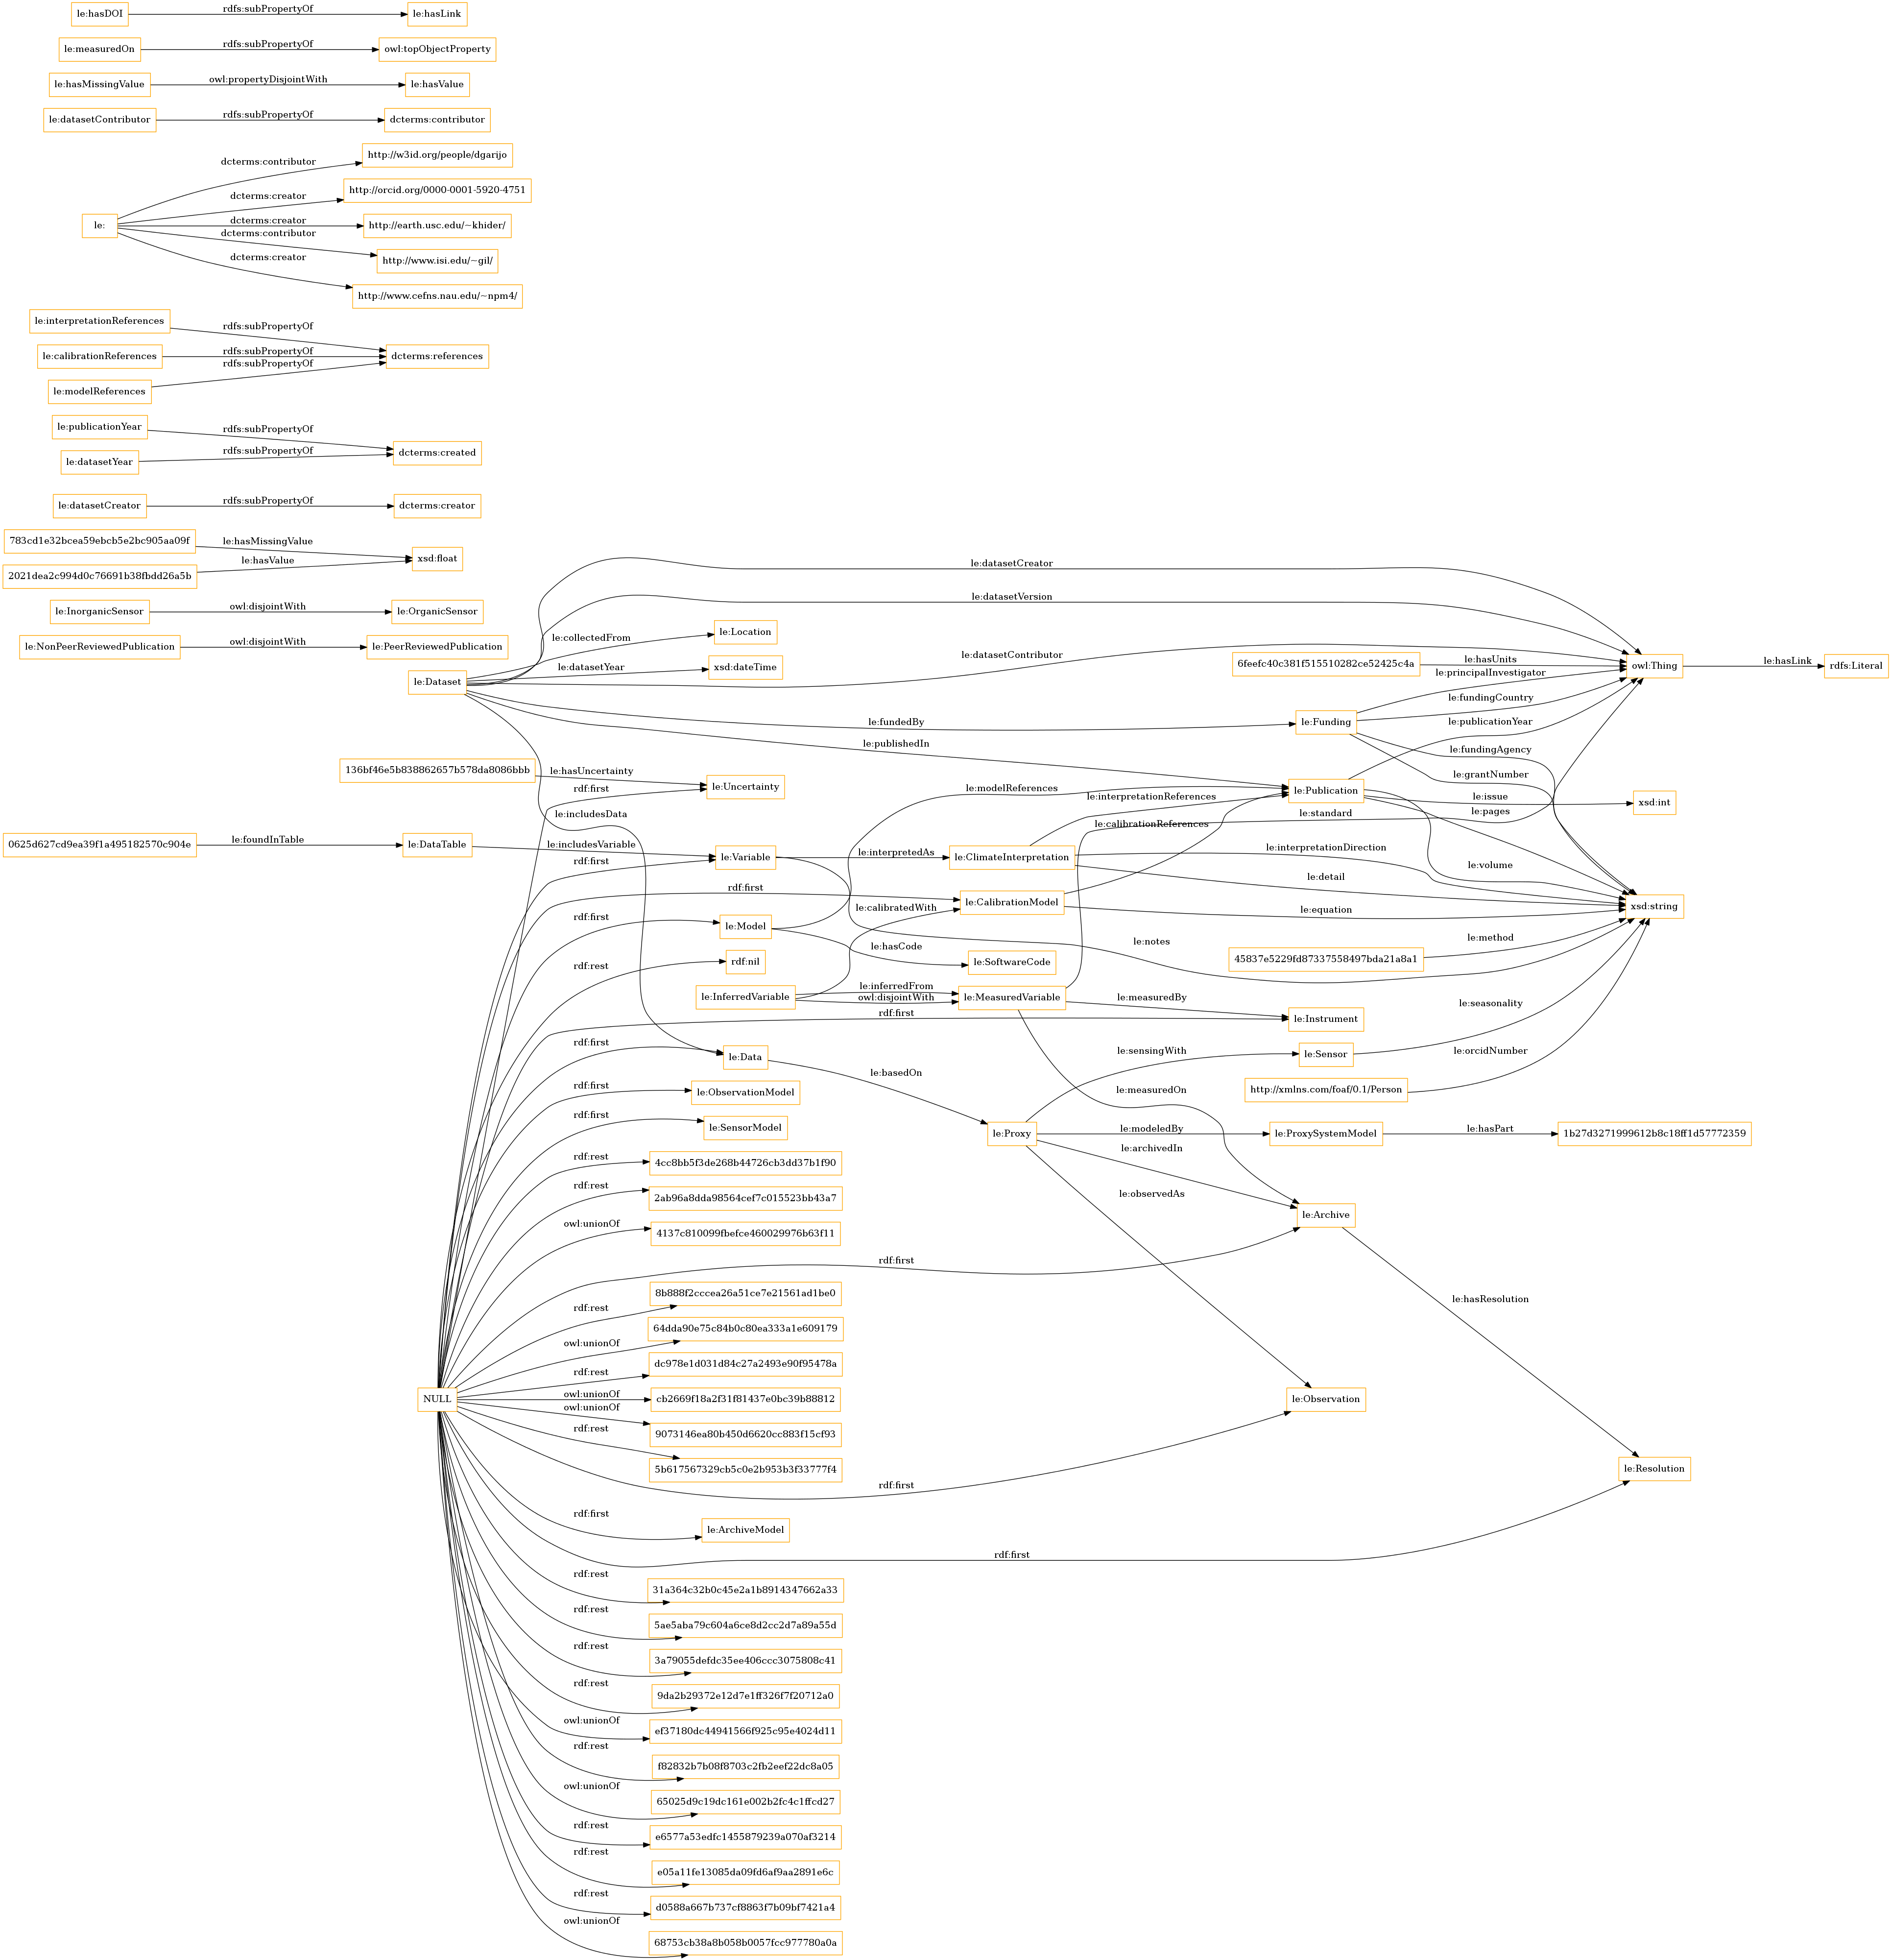 le:hasDOI
rdfs:subPropertyOf
le:hasLink
le:measuredOn
rdfs:subPropertyOf
owl:topObjectProperty
le:hasMissingValue
owl:propertyDisjointWith
le:hasValue
le:datasetContributor
rdfs:subPropertyOf
dcterms:contributor
le:
dcterms:contributor
http://w3id.org/people/dgarijo
dcterms:creator
http://orcid.org/0000-0001-5920-4751
dcterms:creator
http://earth.usc.edu/~khider/
dcterms:contributor
http://www.isi.edu/~gil/
dcterms:creator
http://www.cefns.nau.edu/~npm4/
le:interpretationReferences
rdfs:subPropertyOf
le:calibrationReferences
rdfs:subPropertyOf
dcterms:references
le:modelReferences
rdfs:subPropertyOf
le:publicationYear
rdfs:subPropertyOf
dcterms:created
le:datasetYear
rdfs:subPropertyOf
le:datasetCreator
rdfs:subPropertyOf
dcterms:creator
783cd1e32bcea59ebcb5e2bc905aa09f
le:hasMissingValue
xsd:float
2021dea2c994d0c76691b38fbdd26a5b
le:hasValue
le:InorganicSensor
owl:disjointWith
le:OrganicSensor
le:NonPeerReviewedPublication
owl:disjointWith
le:PeerReviewedPublication
le:Dataset
le:datasetCreator
le:datasetVersion
le:collectedFrom
le:Location
le:datasetYear
xsd:dateTime
le:datasetContributor
le:fundedBy
le:publishedIn
le:includesData
6feefc40c381f515510282ce52425c4a
le:hasUnits
owl:Thing
le:hasLink
rdfs:Literal
le:principalInvestigator
le:Funding
le:fundingCountry
le:publicationYear
le:fundingAgency
le:grantNumber
136bf46e5b838862657b578da8086bbb
le:hasUncertainty
le:Uncertainty
rdf:first
le:modelReferences
le:interpretationReferences
le:Publication
le:issue
xsd:int
le:pages
le:standard
le:calibrationReferences
le:volume
0625d627cd9ea39f1a495182570c904e
le:foundInTable
le:DataTable
le:includesVariable
rdf:first
le:Variable
le:interpretedAs
le:ClimateInterpretation
le:interpretationDirection
le:detail
rdf:first
le:calibratedWith
le:CalibrationModel
le:equation
xsd:string
rdf:first
le:Model
le:hasCode
le:SoftwareCode
le:notes
45837e5229fd87337558497bda21a8a1
le:method
rdf:rest
rdf:nil
le:InferredVariable
le:inferredFrom
owl:disjointWith
le:MeasuredVariable
le:measuredBy
rdf:first
le:Instrument
le:seasonality
le:Sensor
le:sensingWith
le:orcidNumber
http://xmlns.com/foaf/0.1/Person
le:measuredOn
rdf:first
le:Data
le:basedOn
rdf:first
le:ObservationModel
rdf:first
le:SensorModel
le:Proxy
le:modeledBy
le:ProxySystemModel
le:hasPart
1b27d3271999612b8c18ff1d57772359
le:archivedIn
le:observedAs
le:Archive
le:hasResolution
rdf:rest
4cc8bb5f3de268b44726cb3dd37b1f90
rdf:rest
2ab96a8dda98564cef7c015523bb43a7
owl:unionOf
4137c810099fbefce460029976b63f11
rdf:first
rdf:rest
8b888f2cccea26a51ce7e21561ad1be0
owl:unionOf
64dda90e75c84b0c80ea333a1e609179
rdf:rest
dc978e1d031d84c27a2493e90f95478a
NULL
owl:unionOf
cb2669f18a2f31f81437e0bc39b88812
le:Observation
owl:unionOf
9073146ea80b450d6620cc883f15cf93
rdf:rest
5b617567329cb5c0e2b953b3f33777f4
le:Resolution
rdf:first
rdf:first
le:ArchiveModel
rdf:first
rdf:rest
31a364c32b0c45e2a1b8914347662a33
rdf:rest
5ae5aba79c604a6ce8d2cc2d7a89a55d
rdf:rest
3a79055defdc35ee406ccc3075808c41
rdf:rest
9da2b29372e12d7e1ff326f7f20712a0
owl:unionOf
ef37180dc44941566f925c95e4024d11
rdf:rest
f82832b7b08f8703c2fb2eef22dc8a05
owl:unionOf
65025d9c19dc161e002b2fc4c1ffcd27
rdf:rest
e6577a53edfc1455879239a070af3214
rdf:rest
e05a11fe13085da09fd6af9aa2891e6c
rdf:rest
d0588a667b737cf8863f7b09bf7421a4
owl:unionOf
68753cb38a8b058b0057fcc977780a0a